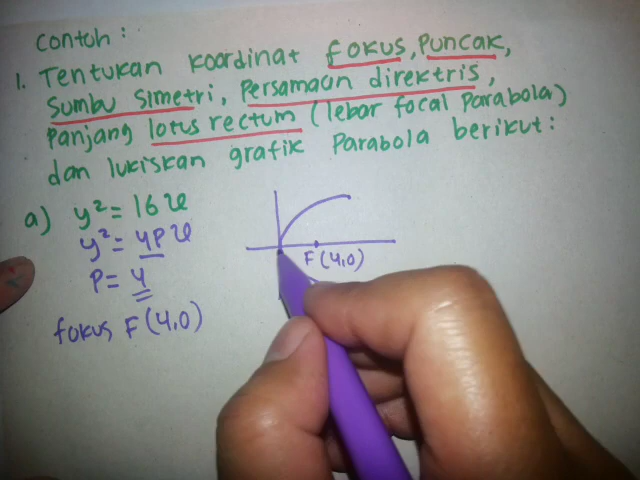 Contoh :
1. Tentukan koordinat fokus, Puncak,
Sumbu Simetri, Persamaan direktris,
Panjang lotus rectum (lebar focal Parabola)
dan lukiskan grafik Parabola berikut:
a) y² = 16x
y² = 4Px
P = 4
fokus F(4,0)
F(4,0)